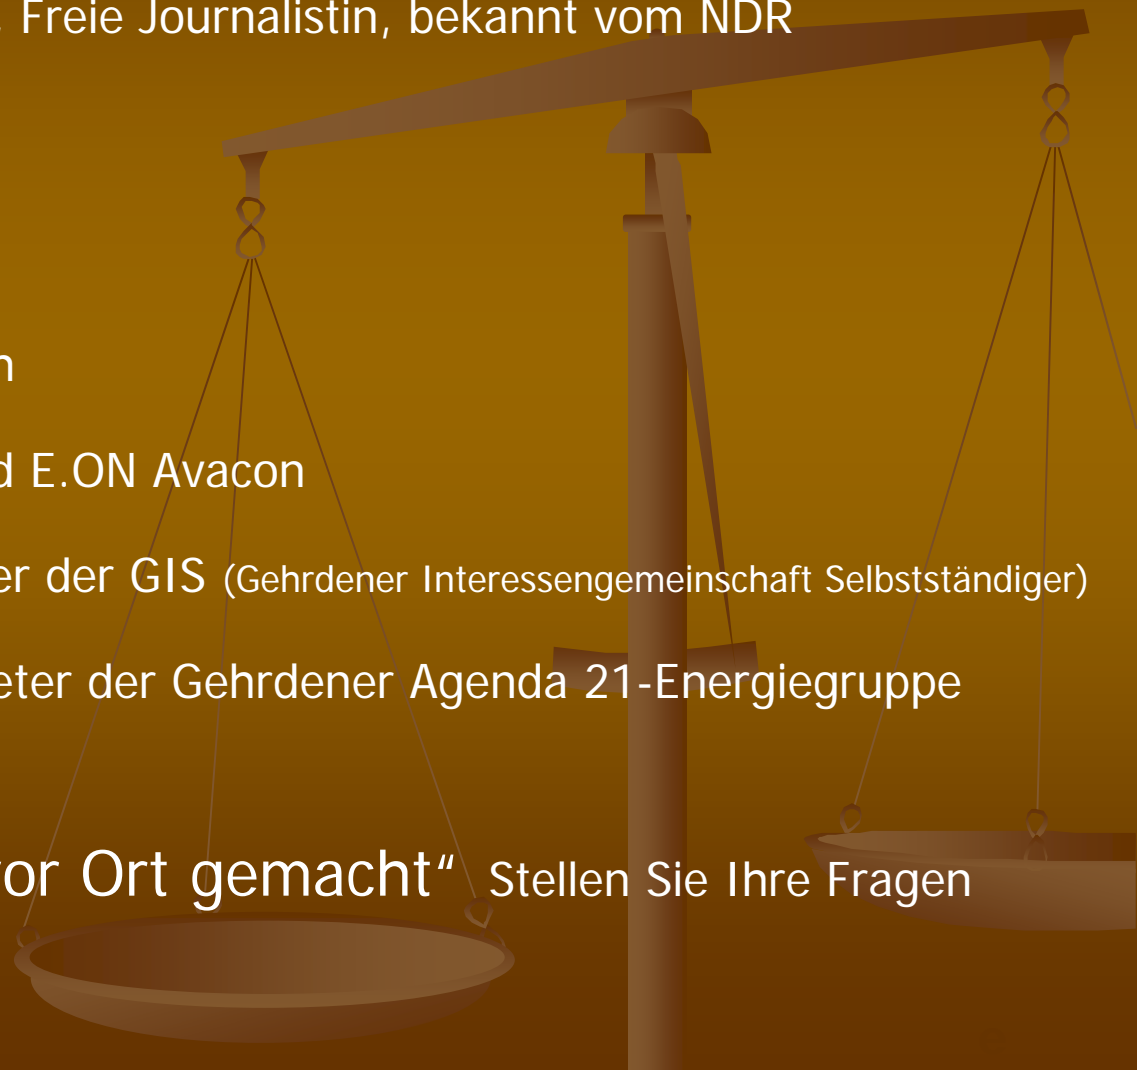 Freie Journalistin, bekannt vom NDR
n
d E.ON Avacon
er der GIS (Gehrdener Interessengemeinschaft Selbstständiger)
eter der Gehrdener Agenda 21-Energiegruppe
vor Ort gemacht“ Stellen Sie Ihre Fragen